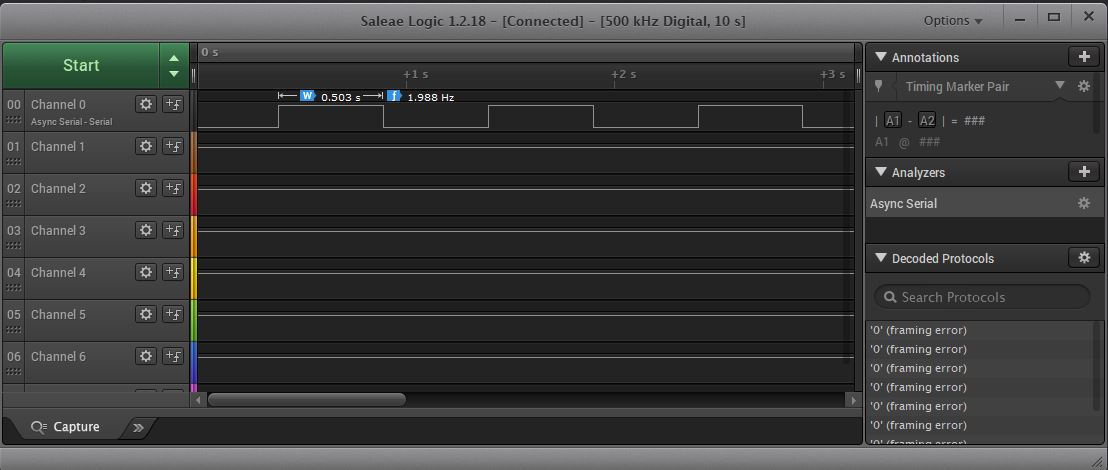 Saleae Logic 1.2.18 - [Connected] - [500 kHz Digital, 10 s]
Options
Start
0 s
+1 s
+2 s
+3 s
00 Channel 0
Async Serial - Serial
W 0.503 s f 1.988 Hz
01 Channel 1
02 Channel 2
03 Channel 3
04 Channel 4
05 Channel 5
06 Channel 6
Capture
Annotations
Timing Marker Pair
| A1 - A2 | = ###
A1 @ ###
Analyzers
Async Serial
Decoded Protocols
Search Protocols
'0' (framing error)
'0' (framing error)
'0' (framing error)
'0' (framing error)
'0' (framing error)
'0' (framing error)
'0' (framing error)